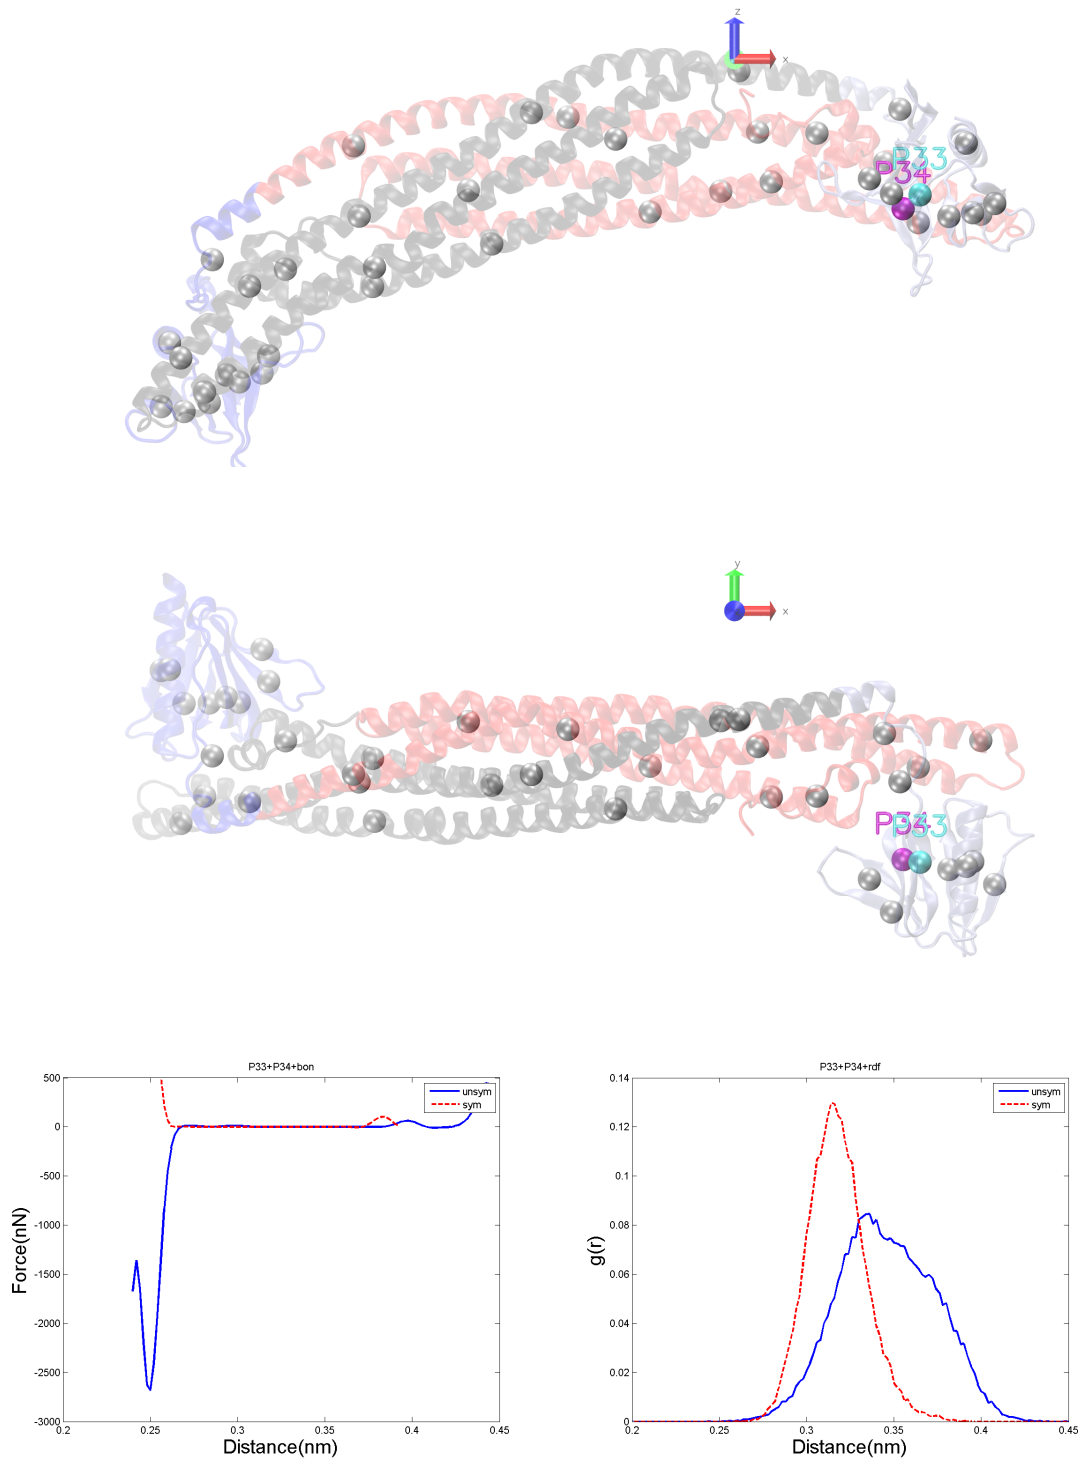 z
x
P33
P34
y
x
P34
P33
P33+P34+bon
500
0
-500
-1000
-1500
-2000
-2500
-3000
0.2
0.25
0.3
0.35
0.4
0.45
Force(nN)
Distance(nm)
unsym
sym
P33+P34+rdf
0.14
0.12
0.1
0.08
0.06
0.04
0.02
0
0.2
0.25
0.3
0.35
0.4
0.45
g(r)
Distance(nm)
unsym
sym